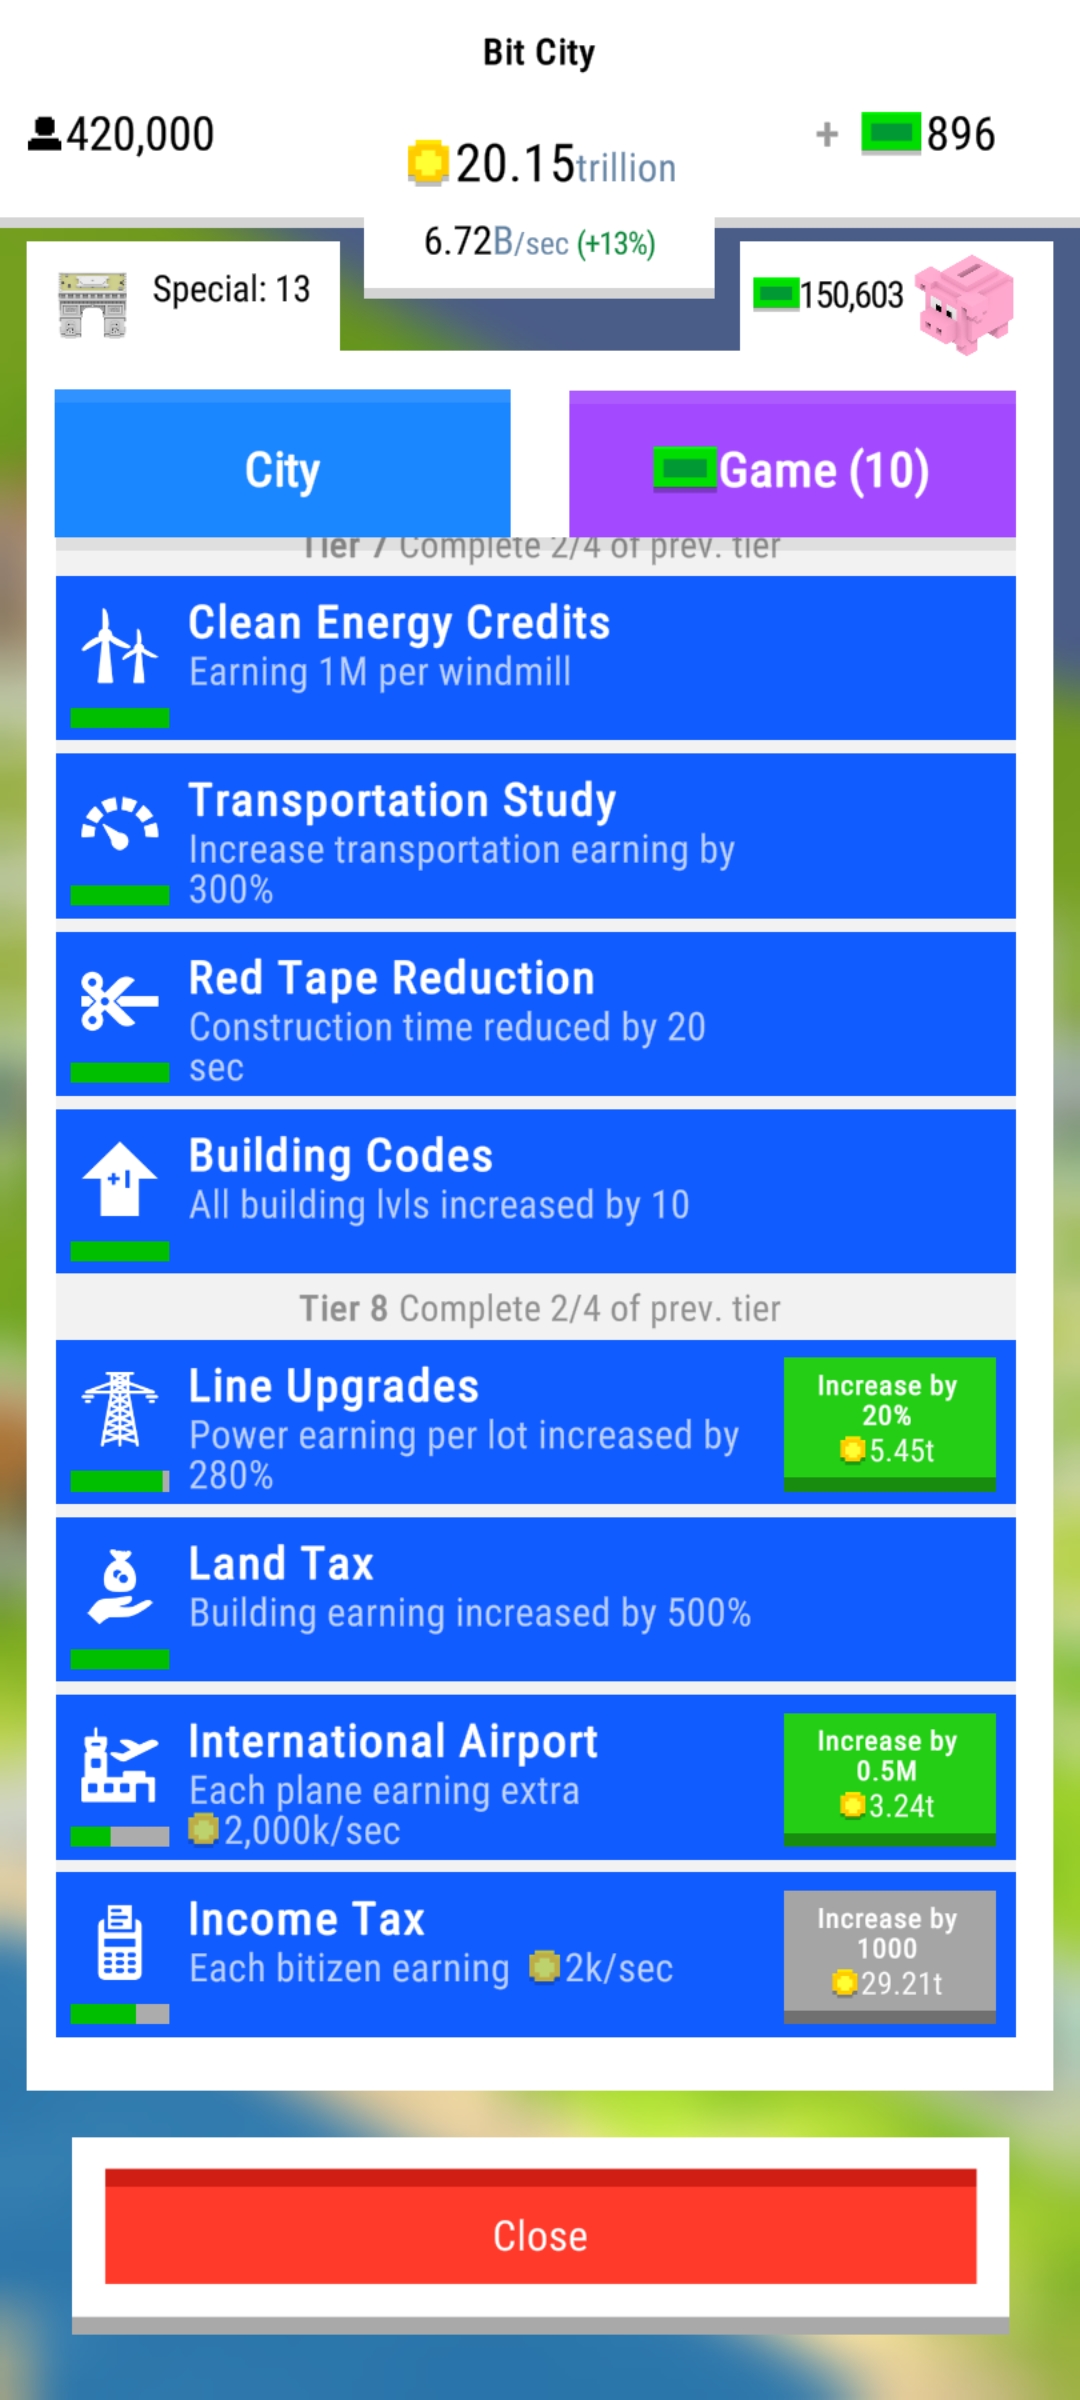 Bit City
420,000
20.15trillion
+ 896
6.72B/sec (+13%)
Special: 13
150,603
City
Game (10)
Tier 7 Complete 2/4 of prev. tier
Clean Energy Credits
Earning 1M per windmill
Transportation Study
Increase transportation earning by
300%
Red Tape Reduction
Construction time reduced by 20
sec
+1
Building Codes
All building lvls increased by 10
Tier 8 Complete 2/4 of prev. tier
Line Upgrades
Power earning per lot increased by
280%
Increase by
20%
5.45t
Land Tax
Building earning increased by 500%
International Airport
Each plane earning extra
2,000k/sec
Increase by
0.5M
3.24t
Income Tax
Each bitizen earning 2k/sec
Increase by
1000
29.21t
Close